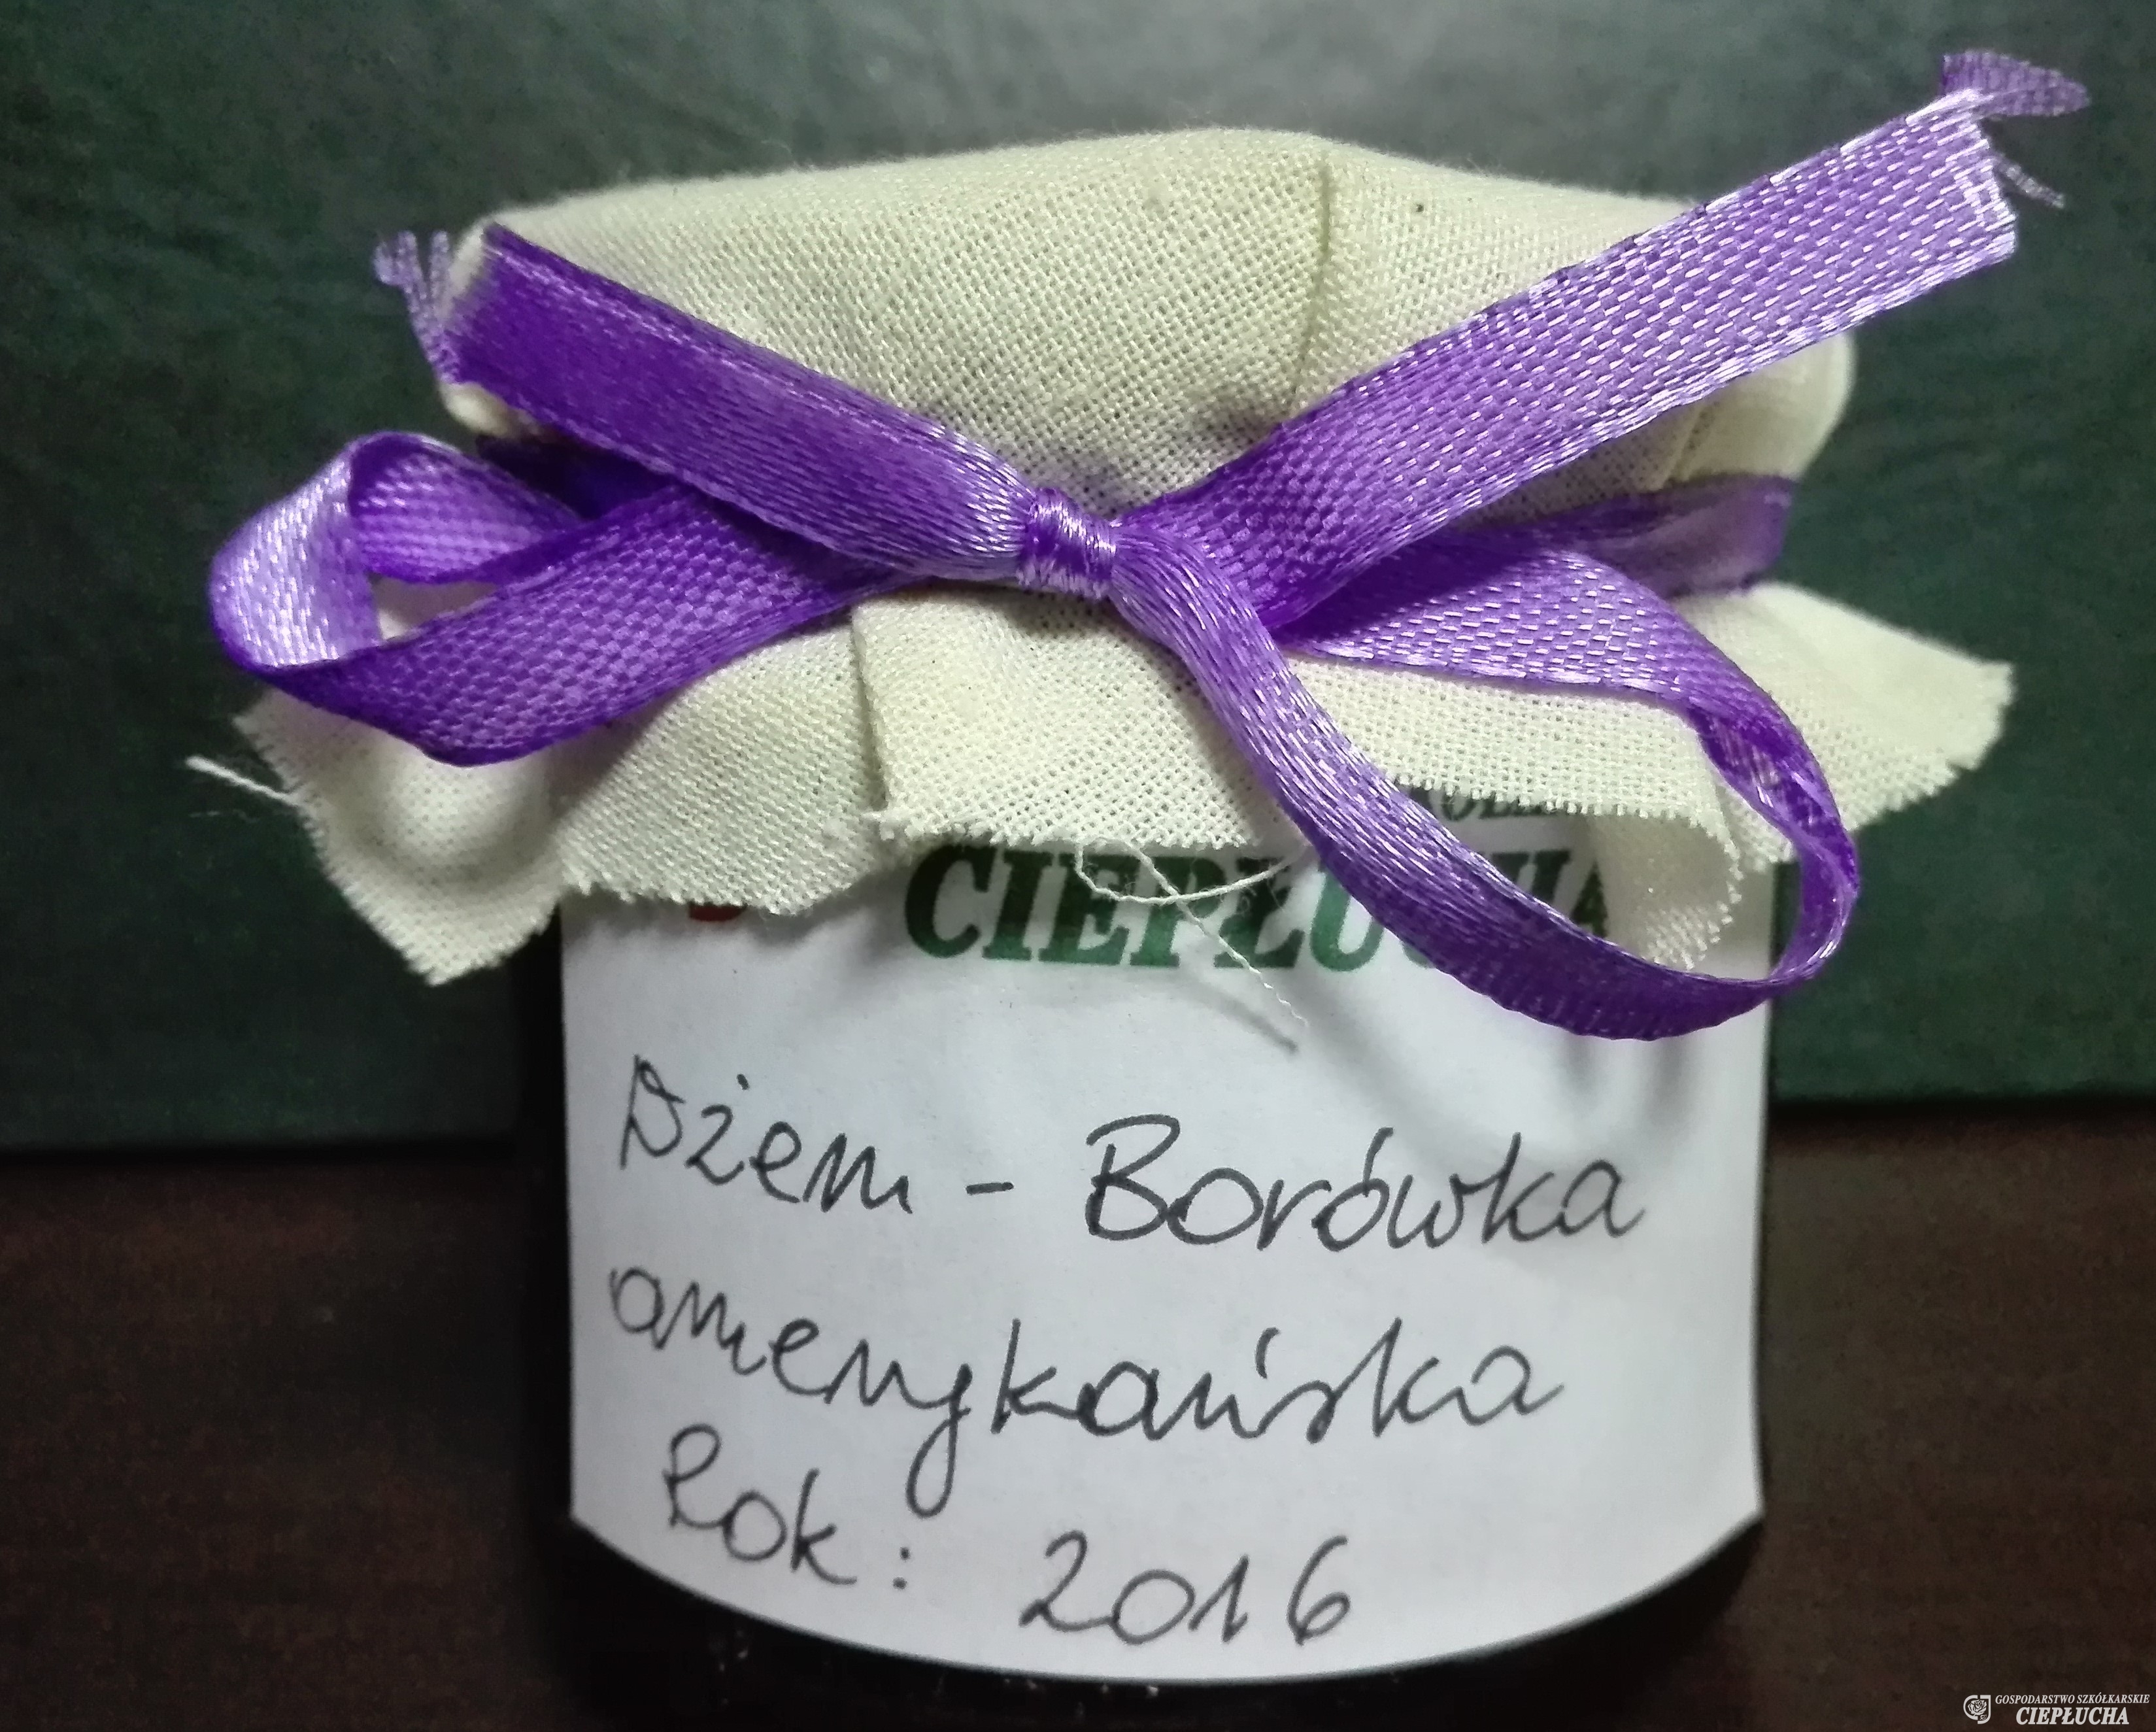 CIEPŁUCHA
Dżem - Borówka
amerykańska
Rok: 2016
GOSPODARSTWO SZKÓŁKARSKIE
CIEPŁUCHA